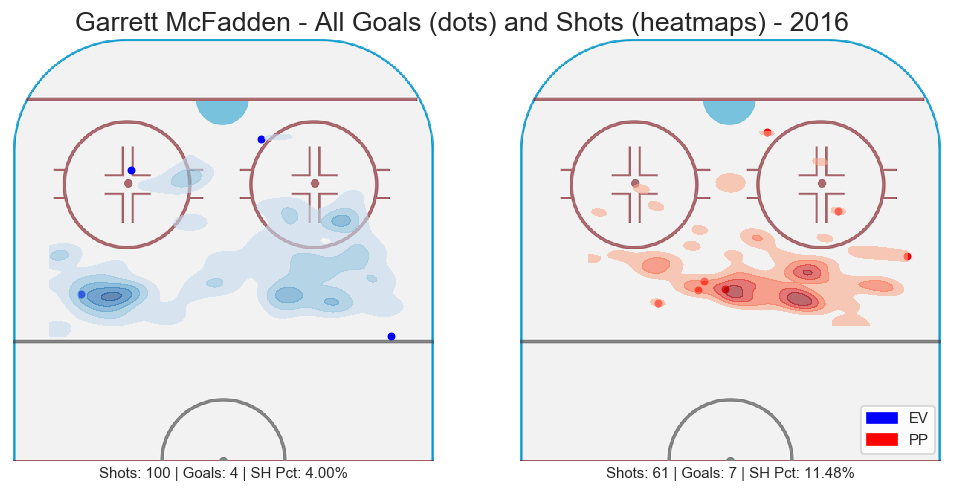 Garrett McFadden - All Goals (dots) and Shots (heatmaps) - 2016
EV
PP
Shots: 100 | Goals: 4 | SH Pct: 4.00%
Shots: 61 | Goals: 7 | SH Pct: 11.48%